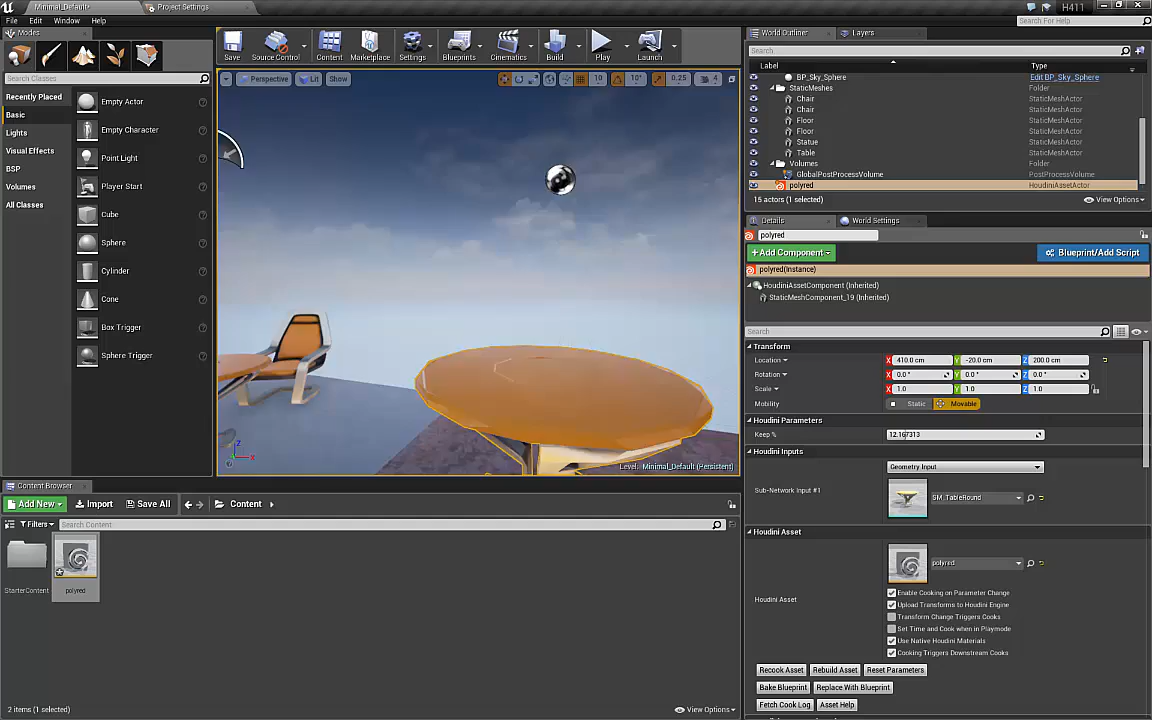 Minimal_Default*
Project Settings
H411
File Edit Window Help
Search For Help
Modes
Search Classes
Recently Placed
Basic
Lights
Visual Effects
BSP
Volumes
All Classes
Empty Actor
Empty Character
Point Light
Player Start
Cube
Sphere
Cylinder
Cone
Box Trigger
Sphere Trigger
Save Source Control Content Marketplace Settings Blueprints Cinematics Build Play Launch
Perspective Lit Show 10 10° 0.25 4
Level: Minimal_Default (Persistent)
World Outliner Layers
Search
Label Type
BP_Sky_Sphere Edit BP_Sky_Sphere
StaticMeshes Folder
Chair StaticMeshActor
Chair StaticMeshActor
Floor StaticMeshActor
Floor StaticMeshActor
Statue StaticMeshActor
Table StaticMeshActor
Volumes Folder
GlobalPostProcessVolume PostProcessVolume
polyred HoudiniAssetActor
15 actors (1 selected) View Options
Details World Settings
polyred
+Add Component Blueprint/Add Script
polyred(Instance)
HoudiniAssetComponent (Inherited)
StaticMeshComponent_19 (Inherited)
Search
Transform
Location X 410.0 cm Y -20.0 cm Z 200.0 cm
Rotation X 0.0° Y 0.0° Z 0.0°
Scale X 1.0 Y 1.0 Z 1.0
Mobility Static Movable
Houdini Parameters
Keep % 12.167313
Houdini Inputs
Geometry Input
Sub-Network Input #1 SM_TableRound
Houdini Asset
polyred
Houdini Asset
Enable Cooking on Parameter Change
Upload Transforms to Houdini Engine
Transform Change Triggers Cooks
Set Time and Cook when in Playmode
Use Native Houdini Materials
Cooking Triggers Downstream Cooks
Recook Asset Rebuild Asset Reset Parameters
Bake Blueprint Replace With Blueprint
Fetch Cook Log Asset Help
Content Browser
Add New Import Save All Content
Filters Search Content
StarterContent polyred
2 items (1 selected) View Options